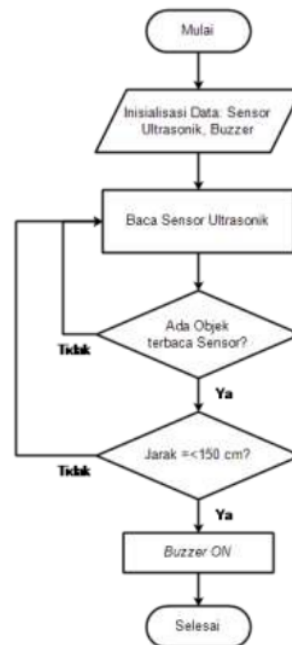 Mulai
Inisialisasi Data: Sensor
Ultrasonik, Buzzer
Baca Sensor Ultrasonik
Ada Objek
terbaca Sensor?
Tidak
Ya
Jarak =<150 cm?
Tidak
Ya
Buzzer ON
Selesai